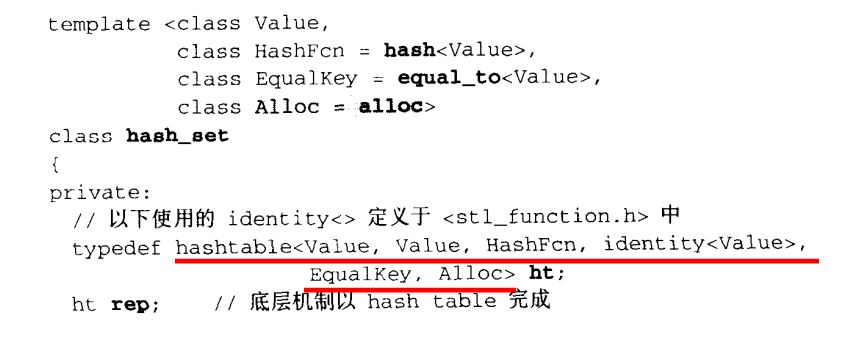 template <class Value,
class HashFcn = hash<Value>,
class EqualKey = equal_to<Value>,
class Alloc = alloc>
class hash_set
{
private:
// 以下使用的 identity<> 定义于 <stl_function.h> 中
typedef hashtable<Value, Value, HashFcn, identity<Value>,
EqualKey, Alloc> ht;
ht rep; // 底层机制以 hash table 完成